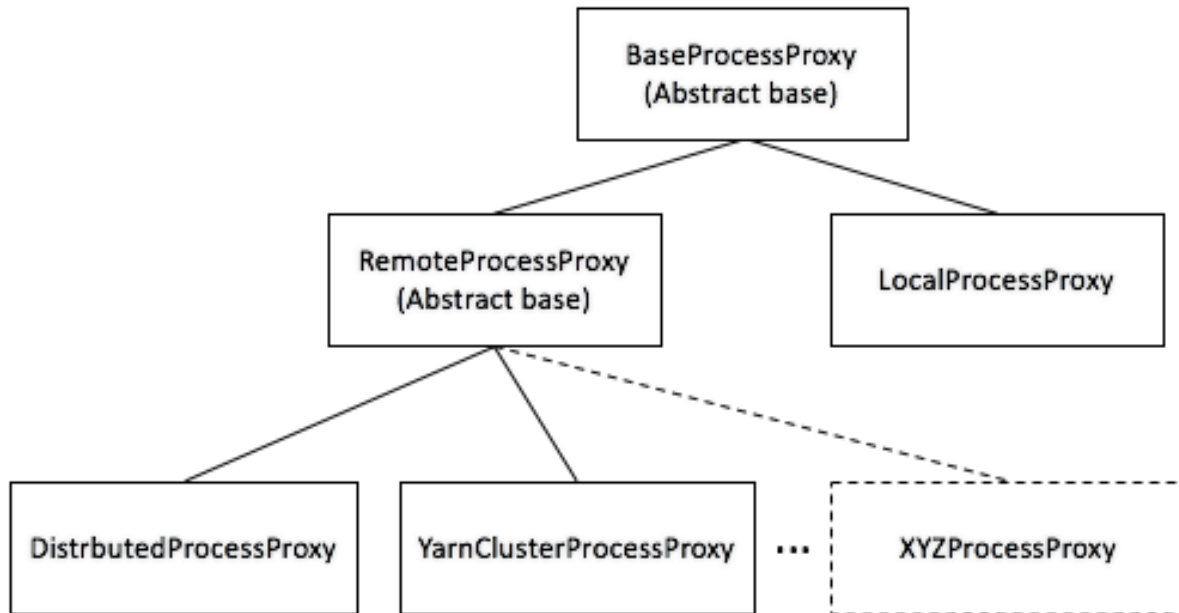 BaseProcessProxy
(Abstract base)
RemoteProcessProxy
(Abstract base)
LocalProcessProxy
DistrbutedProcessProxy
YarnClusterProcessProxy
...
XYZProcessProxy